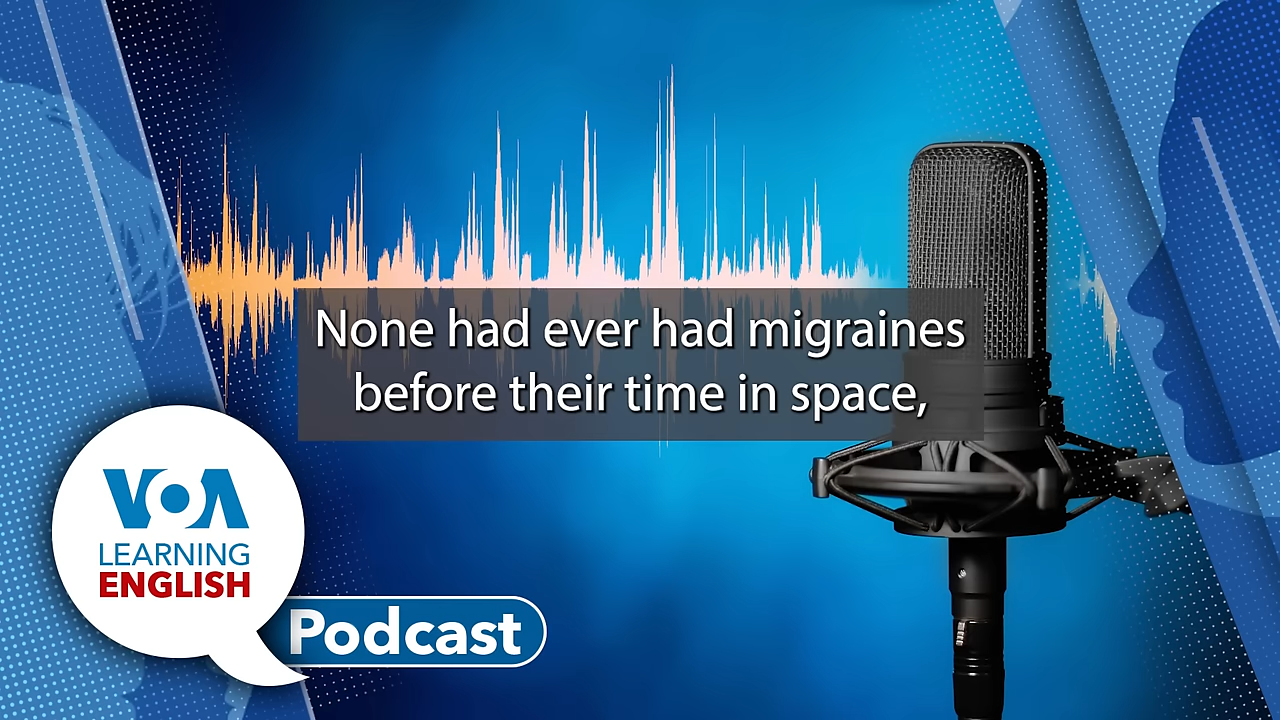 None had ever had migraines
before their time in space,
VOA
LEARNING
ENGLISH
Podcast